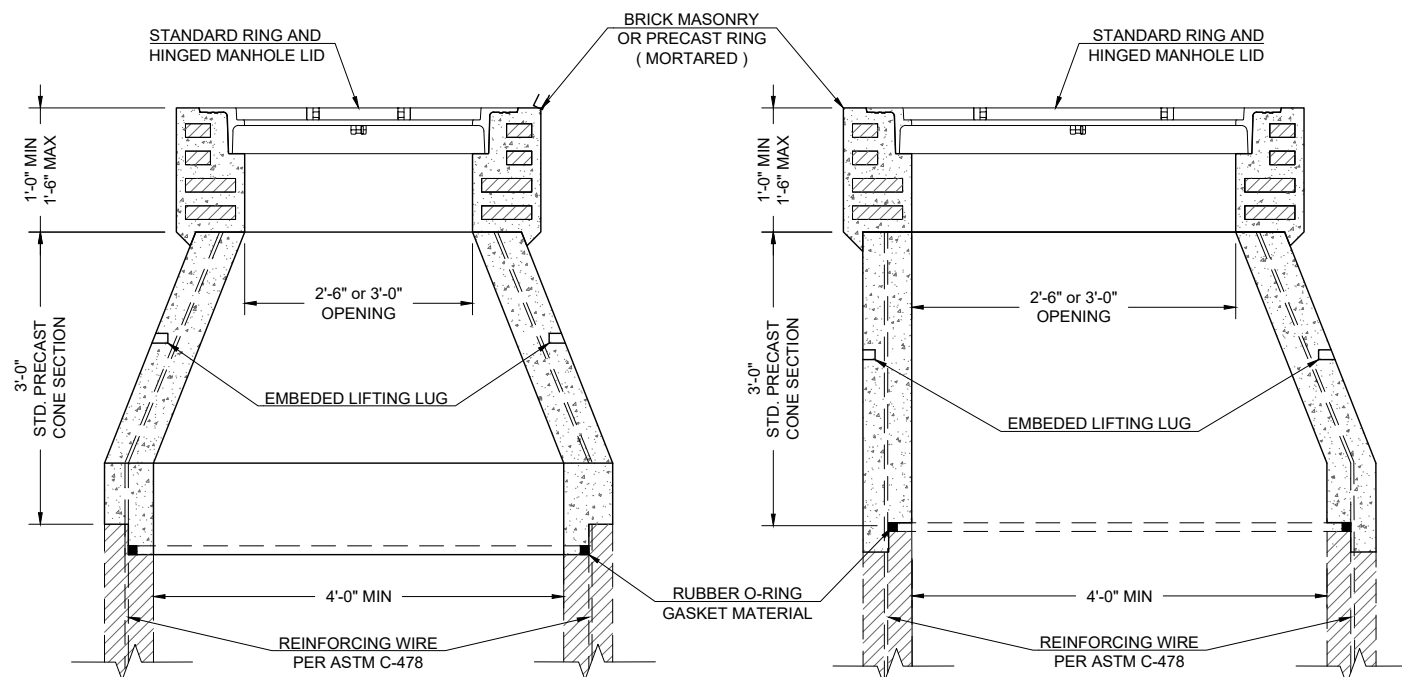 STANDARD RING AND
HINGED MANHOLE LID
BRICK MASONRY
OR PRECAST RING
( MORTARED )
STANDARD RING AND
HINGED MANHOLE LID
1'-0" MIN
1'-6" MAX
1'-0" MIN
1'-6" MAX
2'-6" or 3'-0"
OPENING
2'-6" or 3'-0"
OPENING
3'-0"
STD. PRECAST
CONE SECTION
3'-0"
STD. PRECAST
CONE SECTION
EMBEDED LIFTING LUG
EMBEDED LIFTING LUG
4'-0" MIN
RUBBER O-RING
GASKET MATERIAL
4'-0" MIN
REINFORCING WIRE
PER ASTM C-478
REINFORCING WIRE
PER ASTM C-478